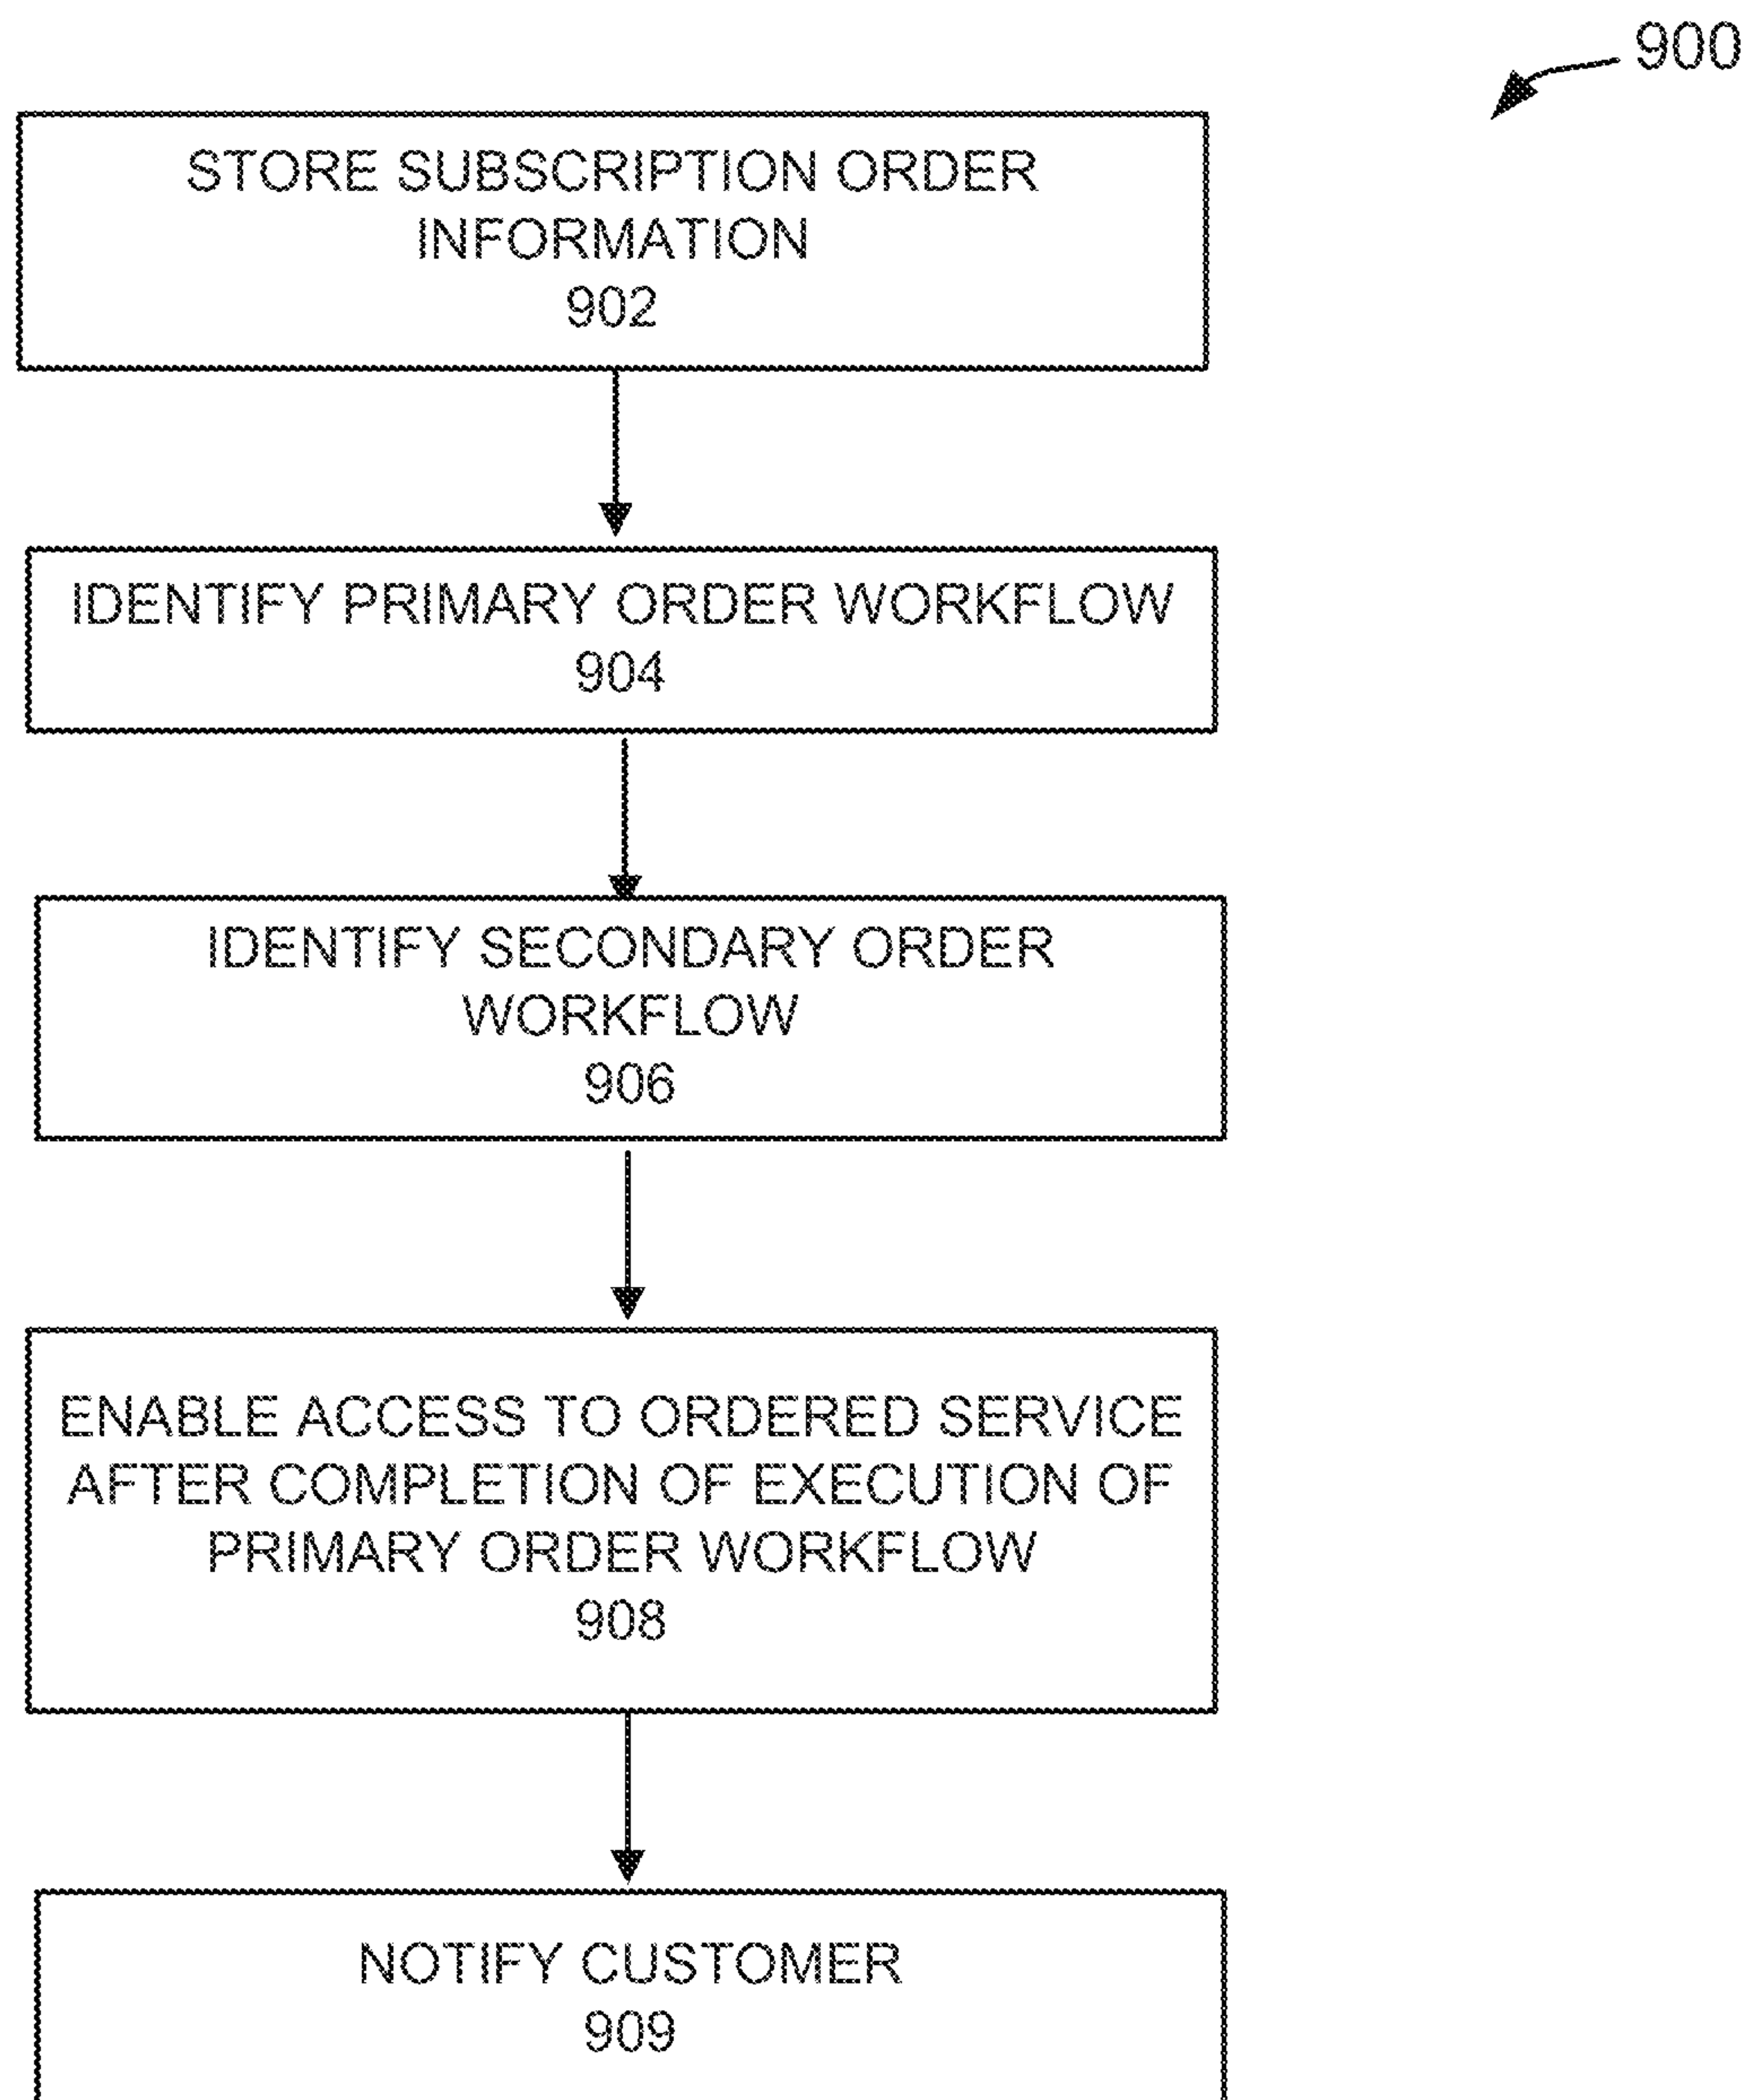 900
STORE SUBSCRIPTION ORDER
INFORMATION
902
IDENTIFY PRIMARY ORDER WORKFLOW
904
IDENTIFY SECONDARY ORDER
WORKFLOW
906
ENABLE ACCESS TO ORDERED SERVICE
AFTER COMPLETION OF EXECUTION OF
PRIMARY ORDER WORKFLOW
908
NOTIFY CUSTOMER
909